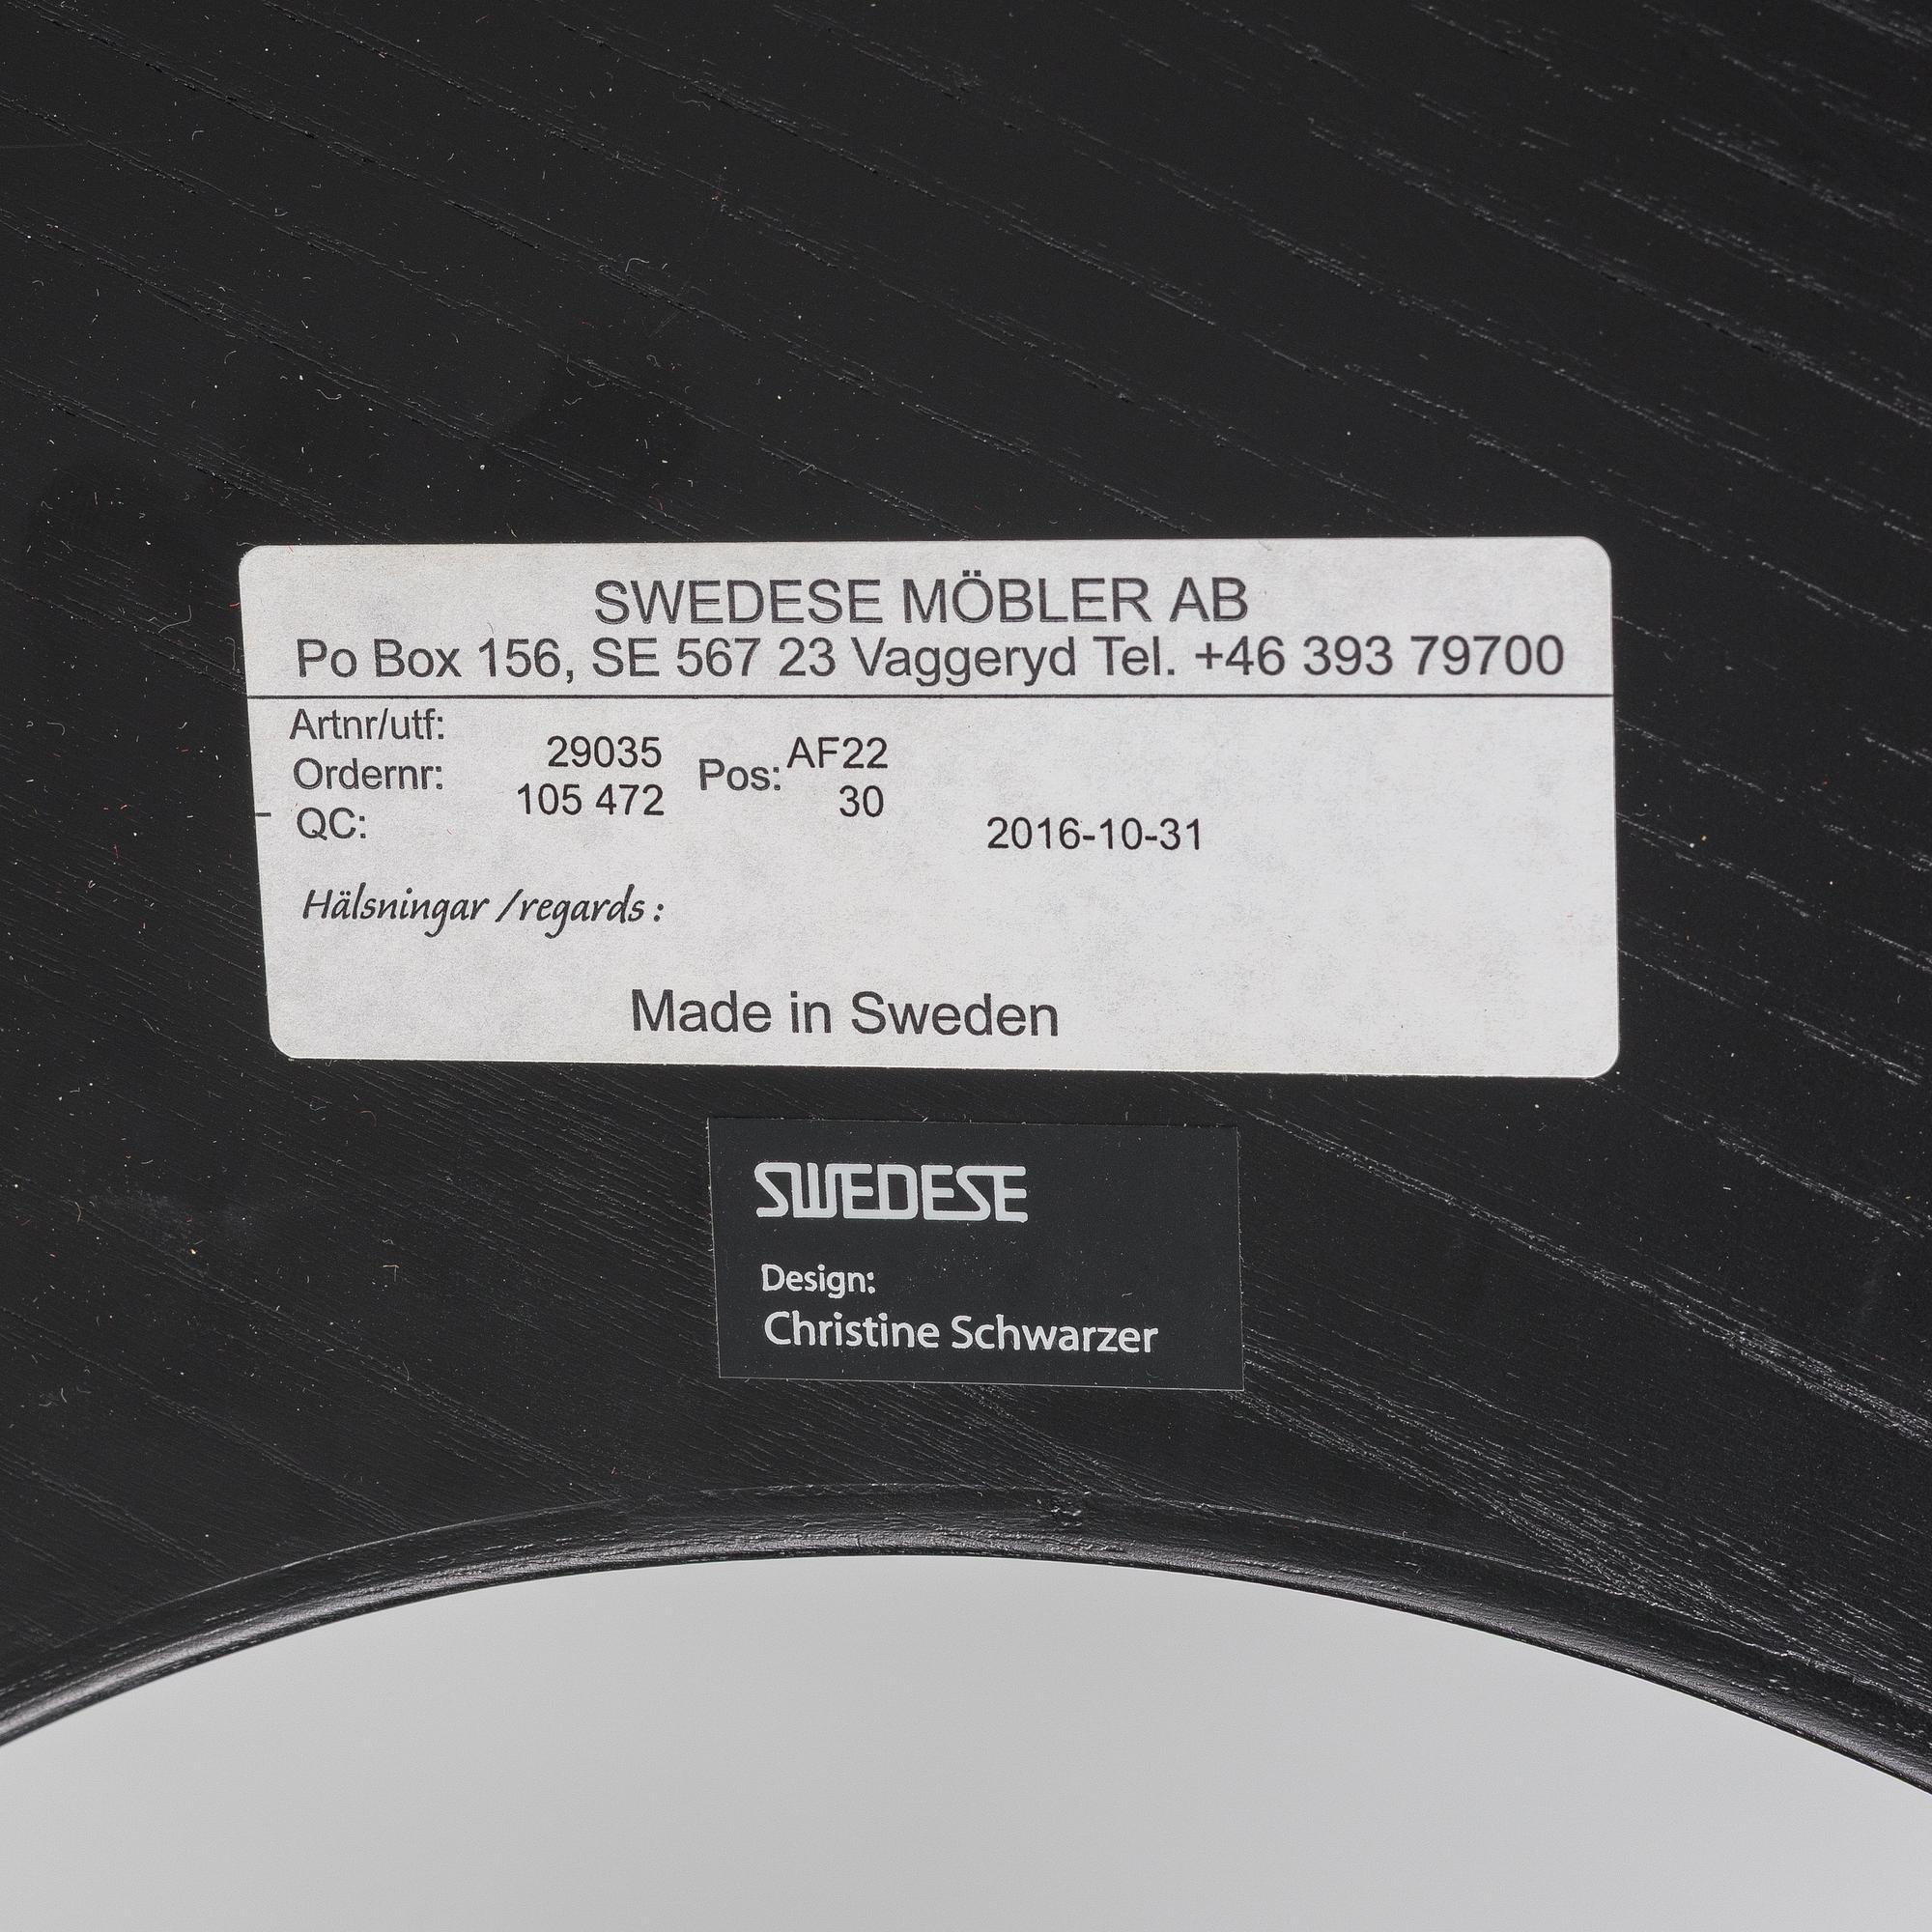 SWEDESE MÖBLER AB
Po Box 156, SE 567 23 Vaggeryd Tel. +46 393 79700
Artnr/utf: 29035 AF22
Ordernr: 105 472 Pos: 30
QC: 2016-10-31
Hälsningar /regards :
Made in Sweden
SWEDESE
Design:
Christine Schwarzer